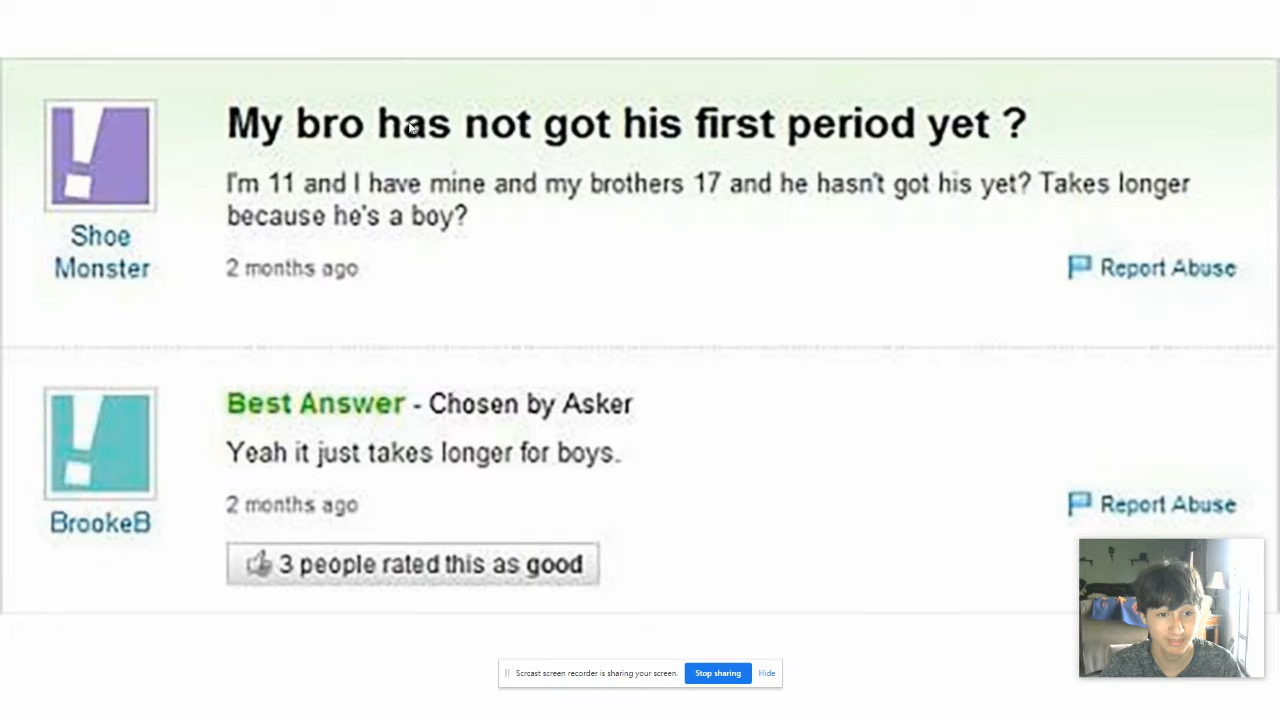 My bro has not got his first period yet ?
I'm 11 and I have mine and my brothers 17 and he hasn't got his yet? Takes longer
because he's a boy?
Shoe
Monster
2 months ago
Report Abuse
Best Answer - Chosen by Asker
Yeah it just takes longer for boys.
2 months ago
Report Abuse
BrookeB
3 people rated this as good
Scrcast screen recorder is sharing your screen.
Stop sharing
Hide